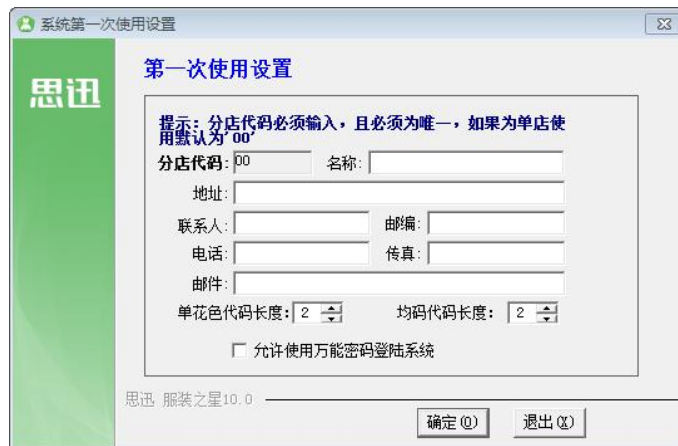 系统第一次使用设置
思迅
第一次使用设置
提示：分店代码必须输入，且必须为唯一，如果为单店使
用默认为'00'
分店代码: 00 名称:
地址:
联系人: 邮编:
电话: 传真:
邮件:
单花色代码长度: 2 均码代码长度: 2
允许使用万能密码登陆系统
思迅 服装之星10.0
确定(O) 退出(X)